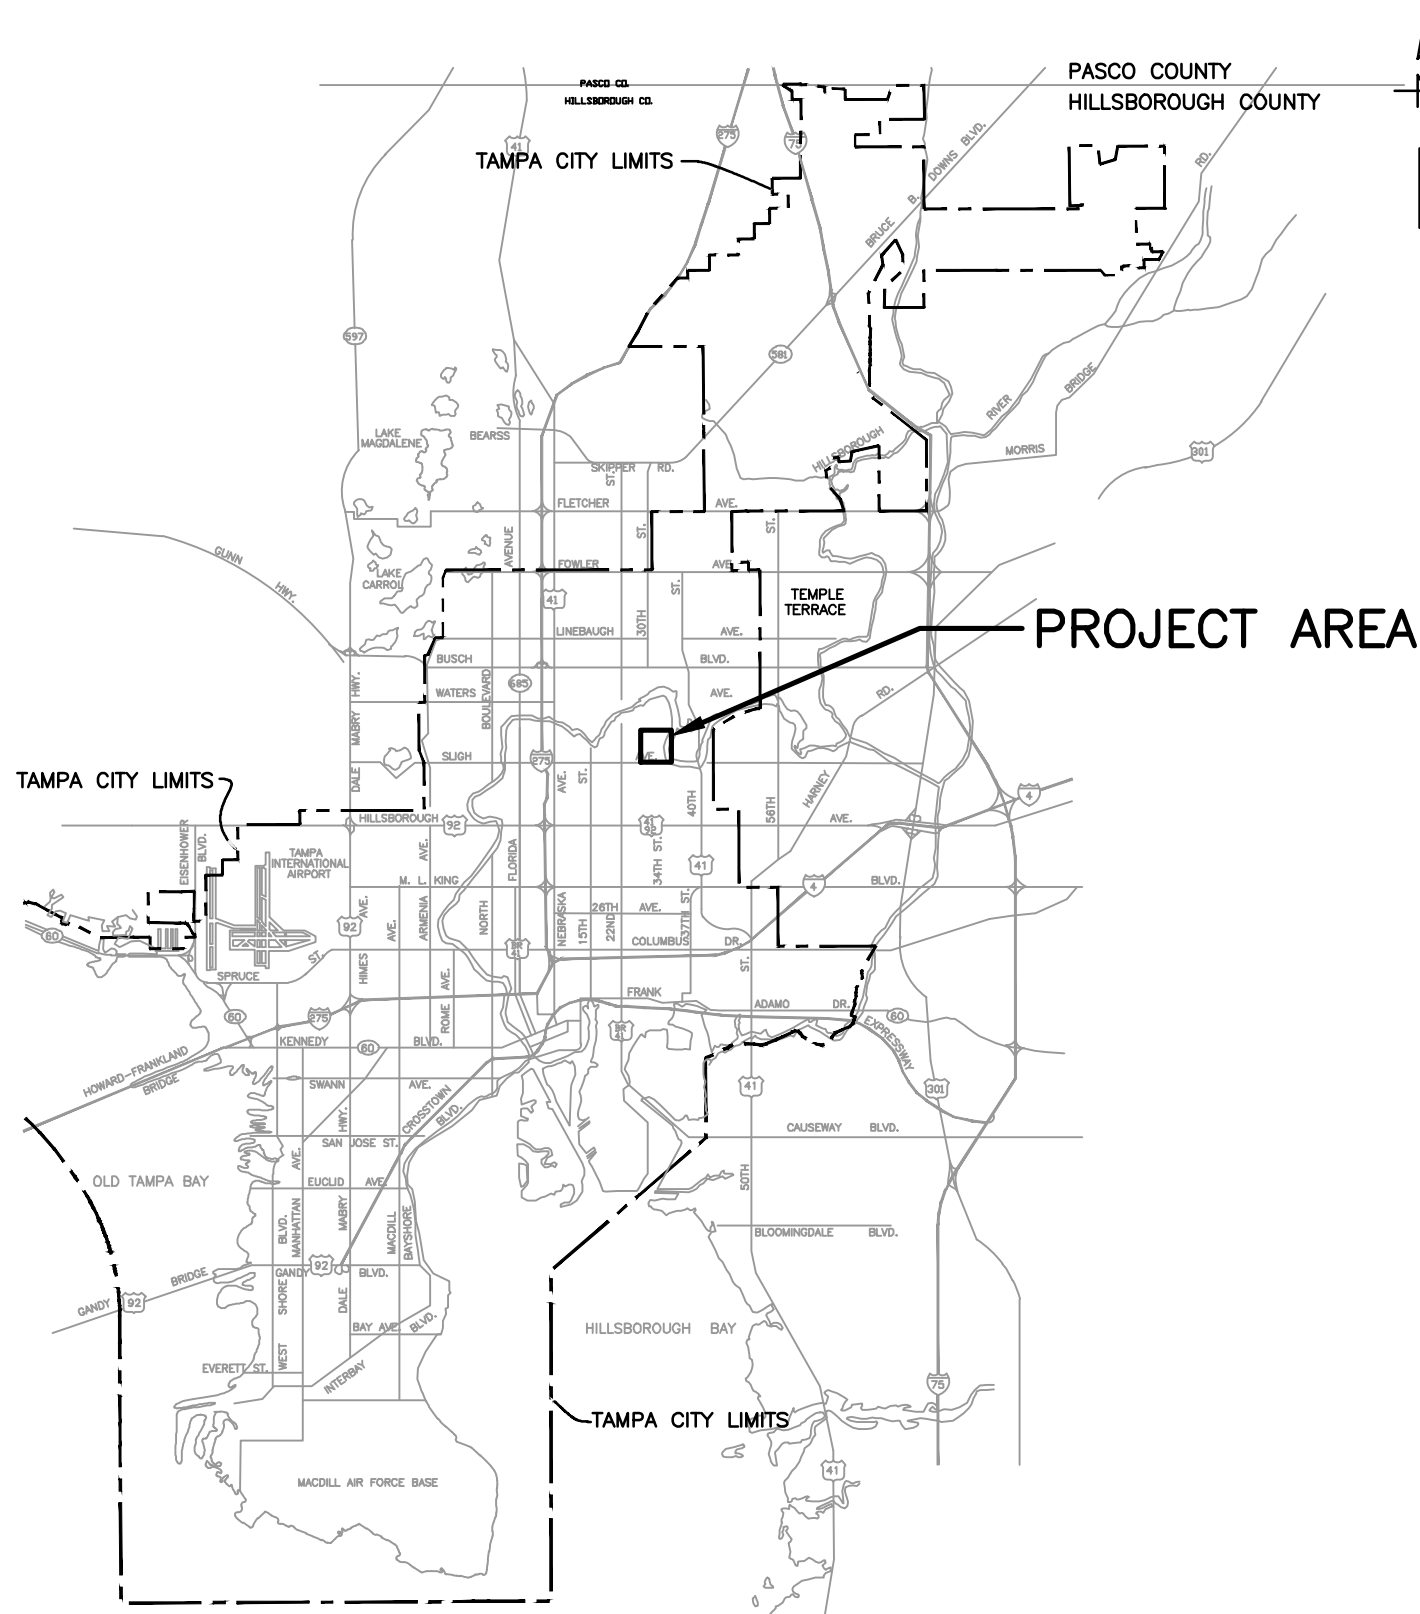 PASCO COUNTY
HILLSBOROUGH COUNTY
PASCO CO.
HILLSBOROUGH CO.
275
75
41
TAMPA CITY LIMITS
BRUCE B. DOWNS BLVD.
RD.
597
581
BRIDGE
RIVER
LAKE
MAGDALENE
BEARSS
HILLSBOROUGH
MORRIS
301
SKIPPER RD.
ST.
FLETCHER AVE.
AVENUE
ST.
ST.
GUNN HWY.
FOWLER AVE.
LAKE
CARROL
ST.
41
TEMPLE
TERRACE
30TH
LINEBAUGH AVE.
PROJECT AREA
BUSCH BLVD.
HWY.
685
WATERS AVE.
BOULEVARD
RD.
MABRY
SLIGH AVE.
275
TAMPA CITY LIMITS
DALE
AVE.
ST.
HARNEY
4
40TH
56TH
HILLSBOROUGH AVE.
92
41
92
EISENHOWER
BLVD.
TAMPA
INTERNATIONAL
AIRPORT
AVE.
FLORIDA
34TH ST.
41
M. L. KING BLVD.
4
92
HIMES AVE.
AVE.
ARMENIA
NORTH
NEBRASKA
15TH
22ND
26TH AVE.
37TH ST.
60
BR
41
COLUMBUS DR.
ST.
SPRUCE ST.
ROME AVE.
FRANK ADAMO DR.
60
275
BR
41
60
EXPRESSWAY
KENNEDY BLVD.
60
HOWARD-FRANKLAND
BRIDGE
SWANN AVE.
41
301
HWY.
CROSSTOWN
BLVD.
CAUSEWAY BLVD.
SAN JOSE ST.
AVE.
50TH
OLD TAMPA BAY
EUCLID AVE.
BLVD.
MANHATTAN
MABRY
MACDILL
BAYSHORE
BLOOMINGDALE BLVD.
92
GANDY BLVD.
GANDY BRIDGE
92
SHORE
DALE
BAY AVE.
BLVD.
HILLSBOROUGH BAY
WEST
EVERETT ST.
INTERBAY
75
TAMPA CITY LIMITS
41
MACDILL AIR FORCE BASE